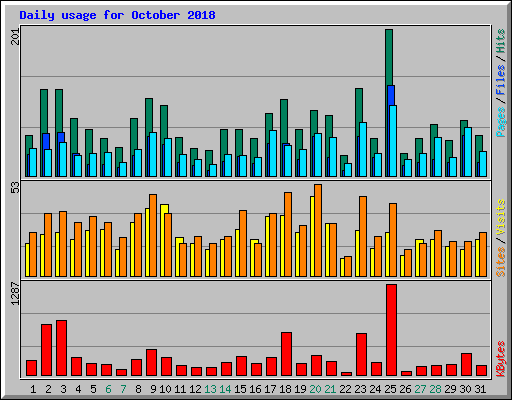 Daily usage for October 2018
201
Pages / Files / Hits
53
Sites / Visits
1287
KBytes
1 2 3 4 5 6 7 8 9 10 11 12 13 14 15 16 17 18 19 20 21 22 23 24 25 26 27 28 29 30 31